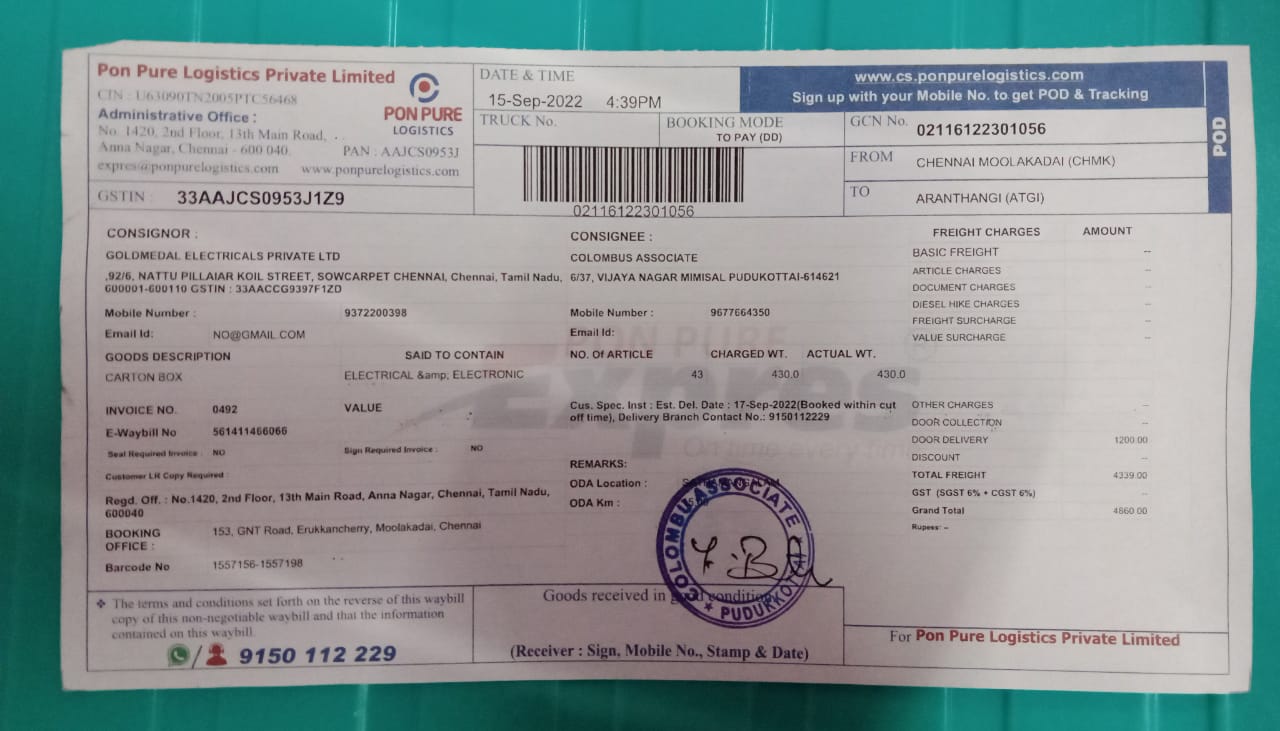 Pon Pure Logistics Private Limited
CIN : U63090TN2005PTC56468
Administrative Office :
No. 1420, 2nd Floor, 13th Main Road,
Anna Nagar, Chennai - 600 040.
PAN : AAJCS0953J
expres@ponpurelogistics.com www.ponpurelogistics.com
PON PURE
LOGISTICS
GSTIN : 33AAJCS0953J1Z9
DATE & TIME
15-Sep-2022 4:39PM
TRUCK No.
BOOKING MODE
TO PAY (DD)
02116122301056
www.cs.ponpurelogistics.com
Sign up with your Mobile No. to get POD & Tracking
GCN No. 02116122301056
FROM CHENNAI MOOLAKADAI (CHMK)
TO ARANTHANGI (ATGI)
POD
CONSIGNOR :
GOLDMEDAL ELECTRICALS PRIVATE LTD
,92/6, NATTU PILLAIAR KOIL STREET, SOWCARPET CHENNAI, Chennai, Tamil Nadu,
600001-600110 GSTIN : 33AACCG9397F1ZD
Mobile Number : 9372200398
Email Id: NO@GMAIL.COM
CONSIGNEE :
COLOMBUS ASSOCIATE
6/37, VIJAYA NAGAR MIMISAL PUDUKOTTAI-614621
Mobile Number : 9677664350
Email Id:
GOODS DESCRIPTION SAID TO CONTAIN NO. Of ARTICLE CHARGED WT. ACTUAL WT.
CARTON BOX ELECTRICAL &amp; ELECTRONIC 43 430.0 430.0
INVOICE NO. 0492 VALUE
E-Waybill No 561411466066
Seal Required Invoice : NO Sign Required Invoice : NO
Customer LR Copy Required :
Regd. Off. : No.1420, 2nd Floor, 13th Main Road, Anna Nagar, Chennai, Tamil Nadu,
600040
BOOKING OFFICE : 153, GNT Road, Erukkancherry, Moolakadai, Chennai
Barcode No 1557156-1557198
Cus. Spec. Inst : Est. Del. Date : 17-Sep-2022(Booked within cut
off time), Delivery Branch Contact No.: 9150112229
REMARKS:
ODA Location :
ODA Km :
PON PURE
Expres
On time every time
COLOMBU ASSOCIATE
PUDUKKOTTAI
FREIGHT CHARGES AMOUNT
BASIC FREIGHT --
ARTICLE CHARGES --
DOCUMENT CHARGES --
DIESEL HIKE CHARGES --
FREIGHT SURCHARGE --
VALUE SURCHARGE --
OTHER CHARGES --
DOOR COLLECTION --
DOOR DELIVERY 1200.00
DISCOUNT --
TOTAL FREIGHT 4339.00
GST (SGST 6% + CGST 6%) --
Grand Total 4860.00
Rupess: --
❖ The terms and conditions set forth on the reverse of this waybill
copy of this non-negotiable waybill and that the information
contained on this waybill.
/ 9150 112 229
Goods received in good condition
(Receiver : Sign, Mobile No., Stamp & Date)
For Pon Pure Logistics Private Limited